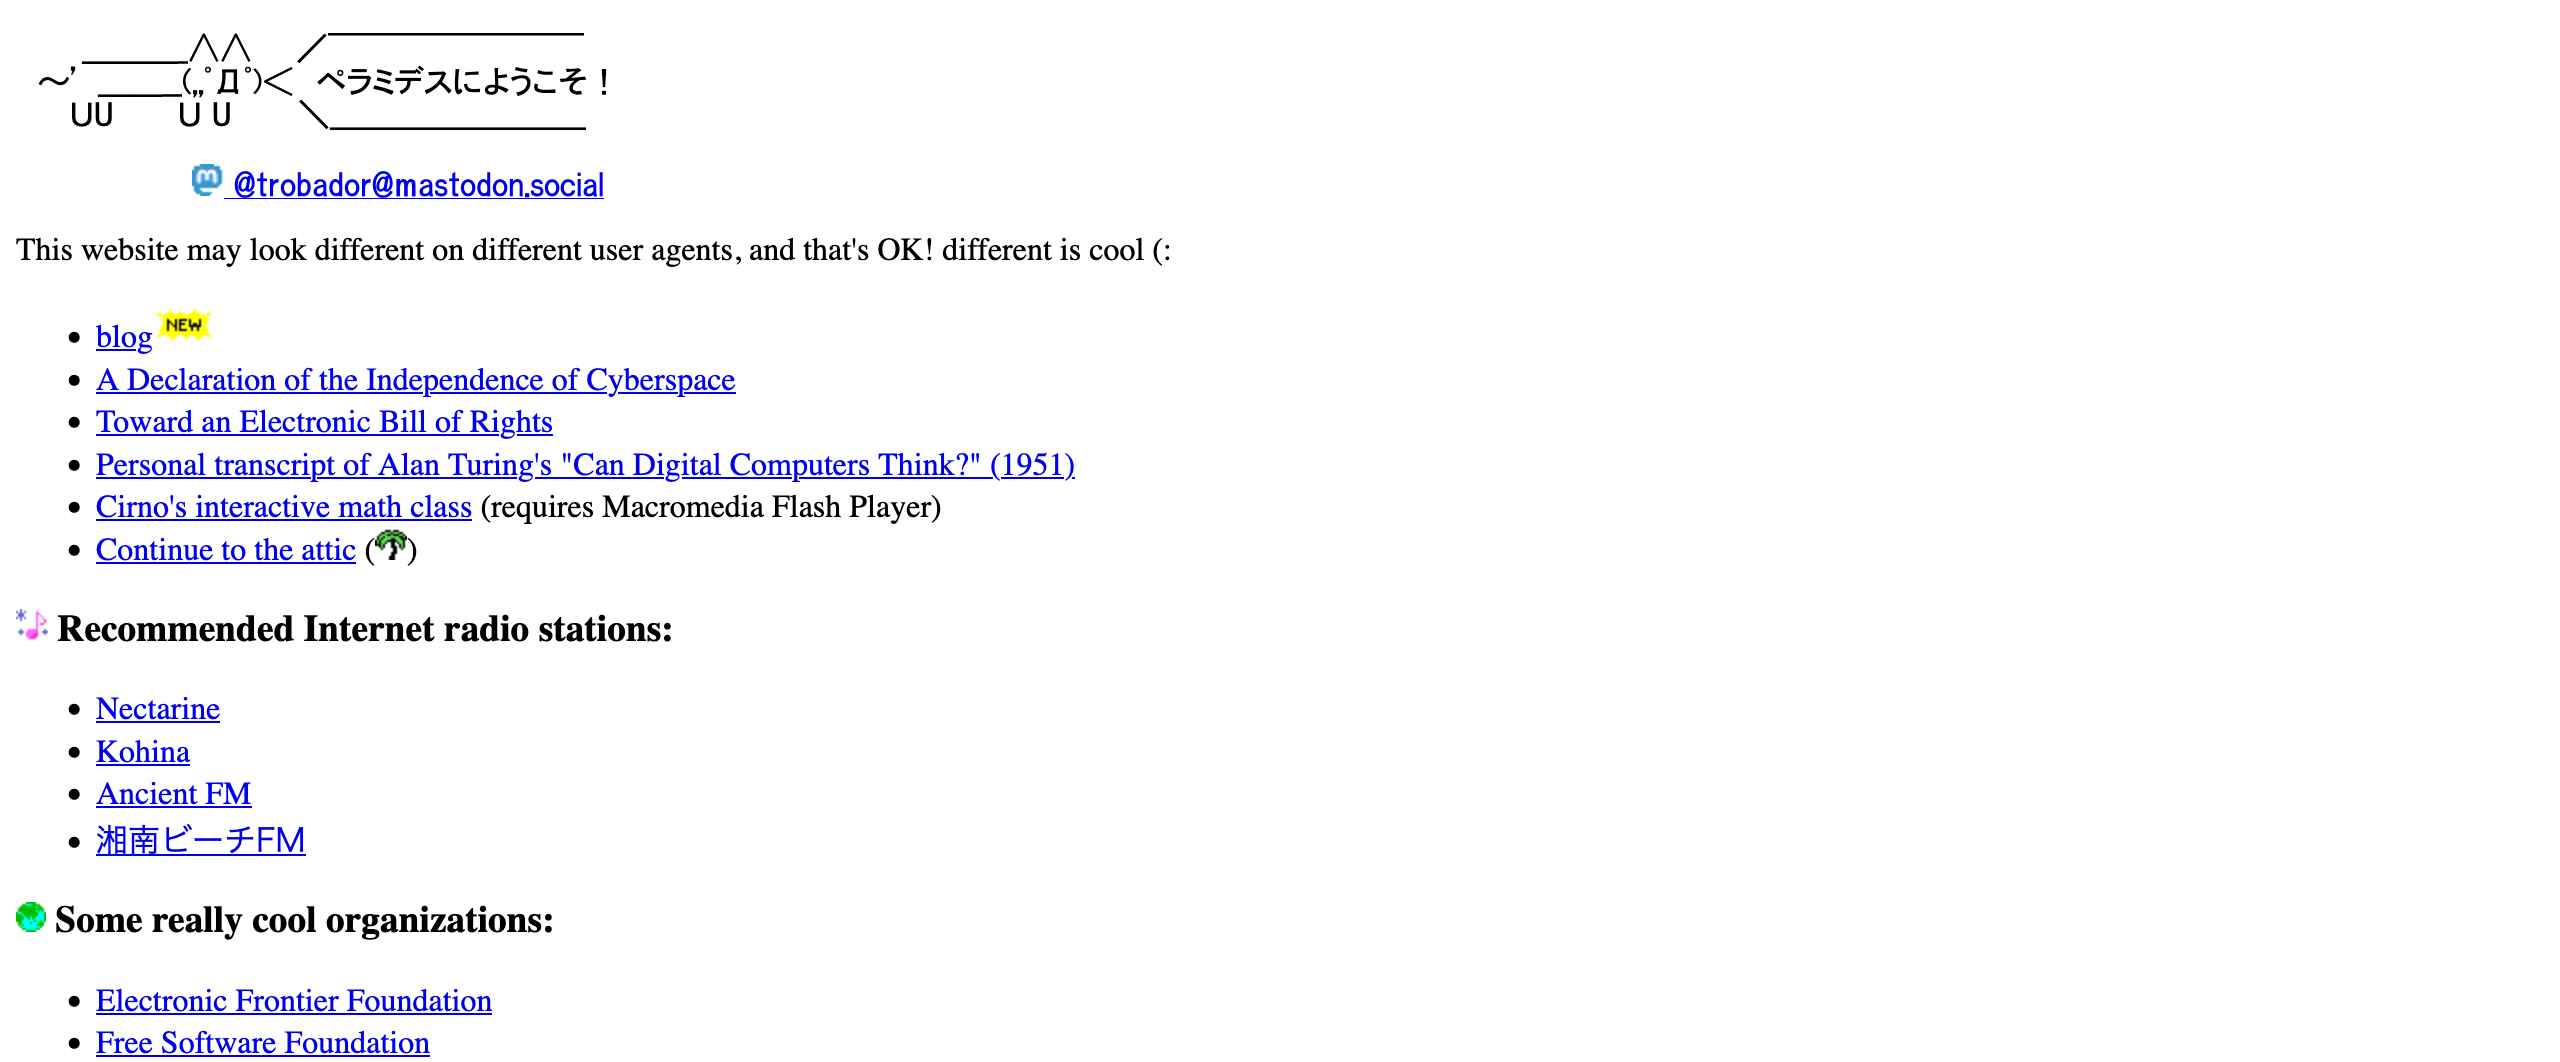 ∧∧　／￣￣￣￣￣￣￣￣
～′＿＿＿＿(,,ﾟДﾟ)＜　ペラミデスにようこそ！
　UU　　　U U　＼＿＿＿＿＿＿＿＿
@trobador@mastodon.social
This website may look different on different user agents, and that's OK! different is cool (:
blog NEW
A Declaration of the Independence of Cyberspace
Toward an Electronic Bill of Rights
Personal transcript of Alan Turing's "Can Digital Computers Think?" (1951)
Cirno's interactive math class (requires Macromedia Flash Player)
Continue to the attic ()
Recommended Internet radio stations:
Nectarine
Kohina
Ancient FM
湘南ビーチFM
Some really cool organizations:
Electronic Frontier Foundation
Free Software Foundation